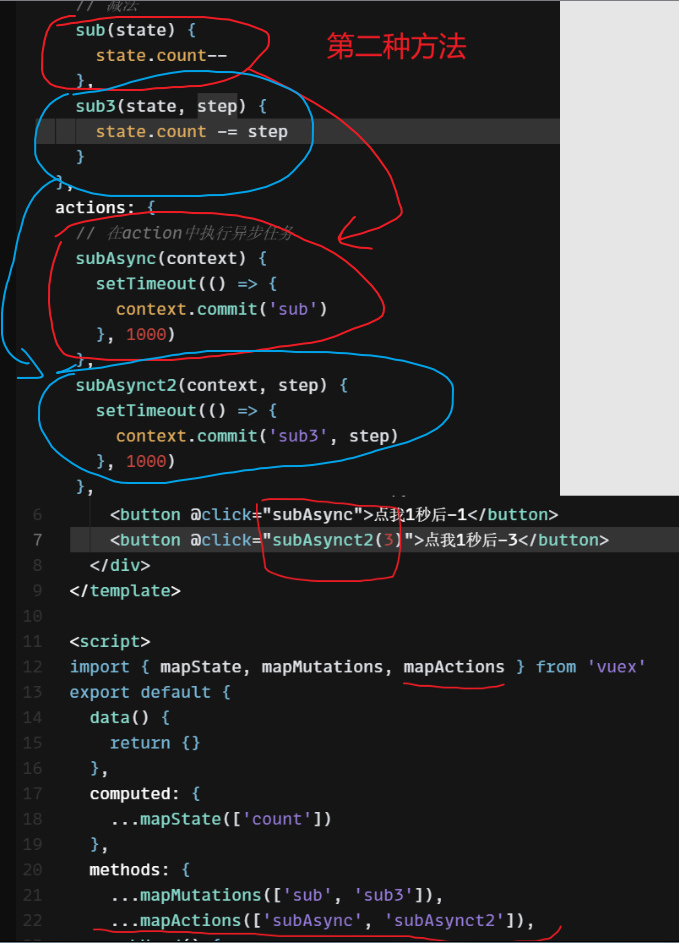 // 减法
sub(state) {
第二种方法
state.count--
},
sub3(state, step) {
state.count -= step
}
},
actions: {
// 在action中执行异步任务
subAsync(context) {
setTimeout(() => {
context.commit('sub')
}, 1000)
},
subAsynct2(context, step) {
setTimeout(() => {
context.commit('sub3', step)
}, 1000)
},
6 <button @click="subAsync">点我1秒后-1</button>
7 <button @click="subAsynct2(3)">点我1秒后-3</button>
8 </div>
9 </template>
10
11 <script>
12 import { mapState, mapMutations, mapActions } from 'vuex'
13 export default {
14 data() {
15 return {}
16 },
17 computed: {
18 ...mapState(['count'])
19 },
20 methods: {
21 ...mapMutations(['sub', 'sub3']),
22 ...mapActions(['subAsync', 'subAsynct2']),